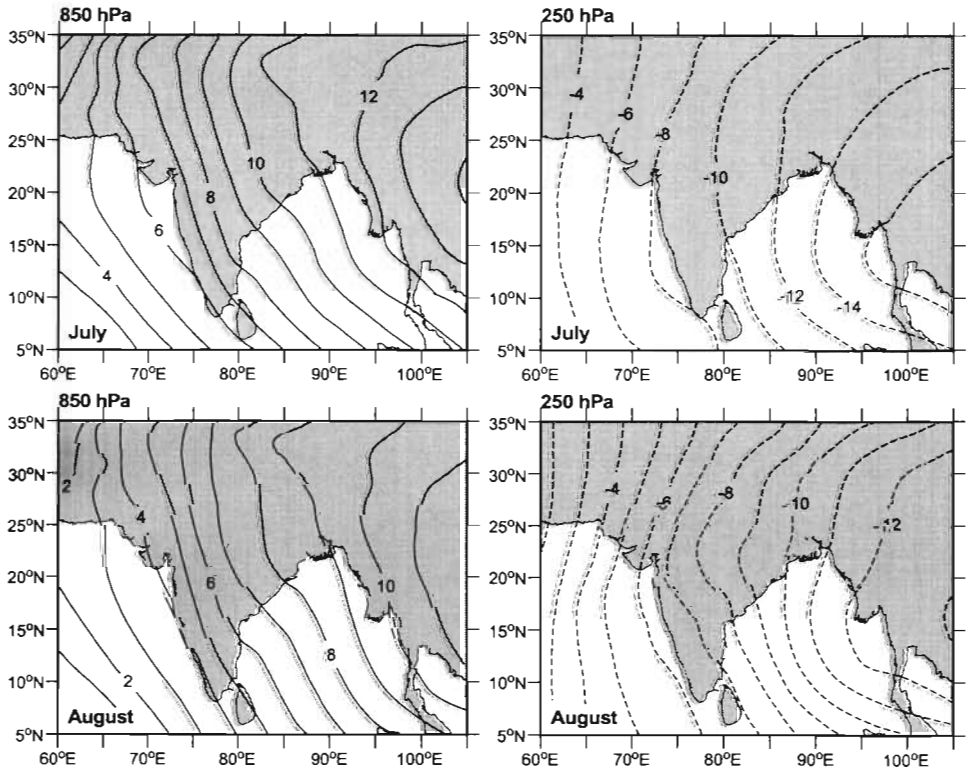 850 hPa
250 hPa
35°N
30°N
25°N
20°N
15°N
10°N
5°N
12
10
8
6
4
July
60°E
70°E
80°E
90°E
100°E
35°N
30°N
25°N
20°N
15°N
10°N
5°N
-4
-6
-8
-10
-12
-14
July
60°E
70°E
80°E
90°E
100°E
850 hPa
250 hPa
35°N
30°N
25°N
20°N
15°N
10°N
5°N
2
4
6
10
8
2
August
60°E
70°E
80°E
90°E
100°E
35°N
30°N
25°N
20°N
15°N
10°N
5°N
-4
-6
-8
-10
-12
August
60°E
70°E
80°E
90°E
100°E